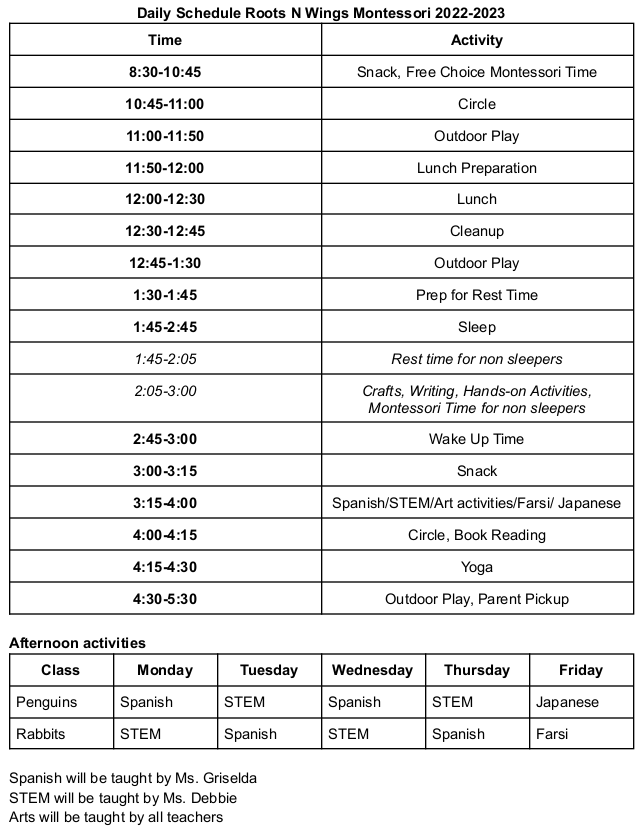 Daily Schedule Roots N Wings Montessori 2022-2023
Time Activity
8:30-10:45 Snack, Free Choice Montessori Time
10:45-11:00 Circle
11:00-11:50 Outdoor Play
11:50-12:00 Lunch Preparation
12:00-12:30 Lunch
12:30-12:45 Cleanup
12:45-1:30 Outdoor Play
1:30-1:45 Prep for Rest Time
1:45-2:45 Sleep
1:45-2:05 Rest time for non sleepers
2:05-3:00 Crafts, Writing, Hands-on Activities,
Montessori Time for non sleepers
2:45-3:00 Wake Up Time
3:00-3:15 Snack
3:15-4:00 Spanish/STEM/Art activities/Farsi/ Japanese
4:00-4:15 Circle, Book Reading
4:15-4:30 Yoga
4:30-5:30 Outdoor Play, Parent Pickup
Afternoon activities
Class Monday Tuesday Wednesday Thursday Friday
Penguins Spanish STEM Spanish STEM Japanese
Rabbits STEM Spanish STEM Spanish Farsi
Spanish will be taught by Ms. Griselda
STEM will be taught by Ms. Debbie
Arts will be taught by all teachers